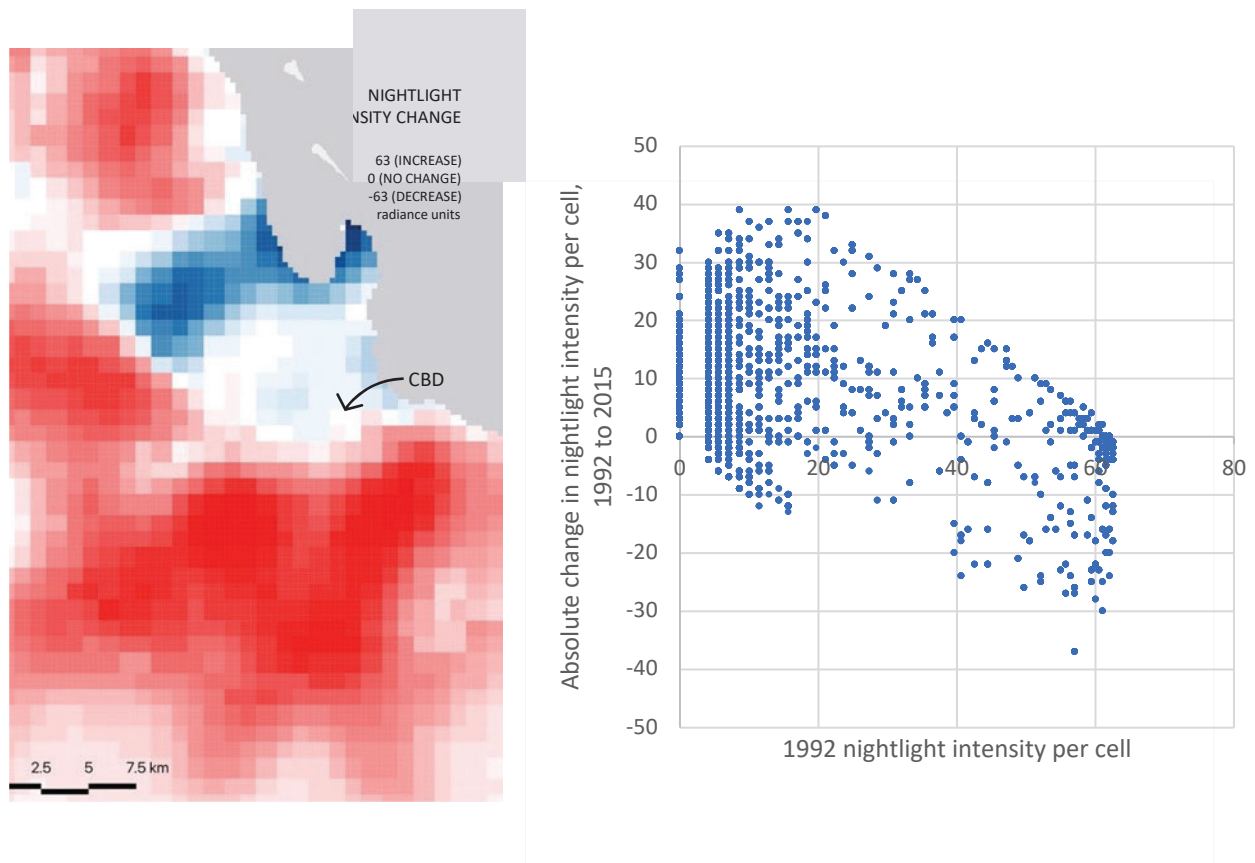 NIGHTLIGHT
NSITY CHANGE
63 (INCREASE)
0 (NO CHANGE)
-63 (DECREASE)
radiance units
CBD
2.5 5 7.5 km
Absolute change in nightlight intensity per cell,
1992 to 2015
50
40
30
20
10
0
-10
-20
-30
-40
-50
0 20 40 60 80
1992 nightlight intensity per cell